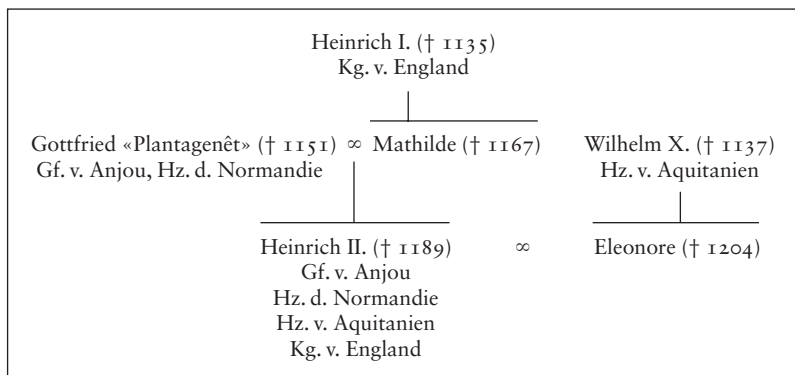 Heinrich I. († 1135)
Kg. v. England
Gottfried «Plantagenêt» († 1151) ∞ Mathilde († 1167) Wilhelm X. († 1137)
Gf. v. Anjou, Hz. d. Normandie Hz. v. Aquitanien
Heinrich II. († 1189) ∞ Eleonore († 1204)
Gf. v. Anjou
Hz. d. Normandie
Hz. v. Aquitanien
Kg. v. England